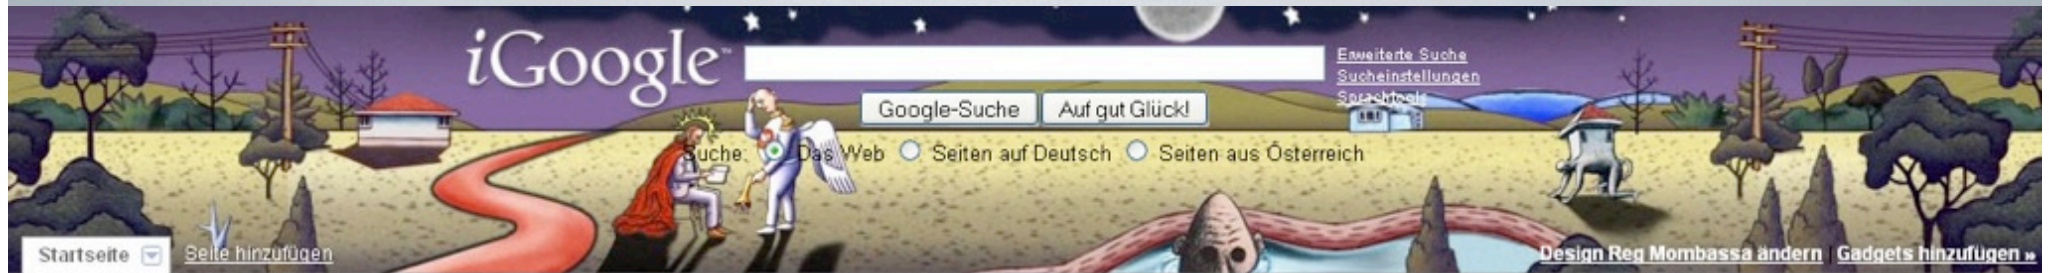 iGoogle™
Erweiterte Suche
Sucheinstellungen
Sprachtools
Google-Suche Auf gut Glück!
Suche: Das Web Seiten auf Deutsch Seiten aus Österreich
Startseite Seite hinzufügen
Design Reg Mombassa ändern | Gadgets hinzufügen »